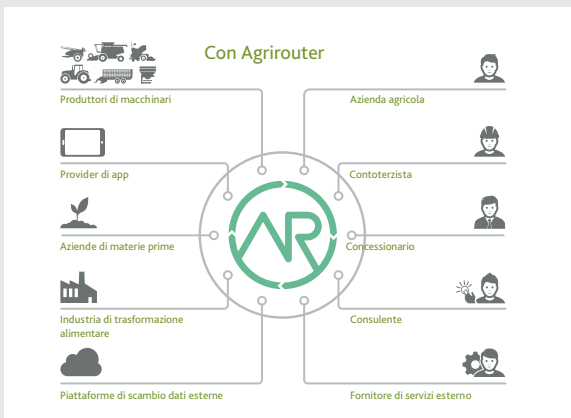 Con Agrirouter
Produttori di macchinari
Azienda agricola
Provider di app
Contoterzista
AR
Aziende di materie prime
Concessionario
Industria di trasformazione
alimentare
Consulente
Piattaforme di scambio dati esterne
Fornitore di servizi esterno